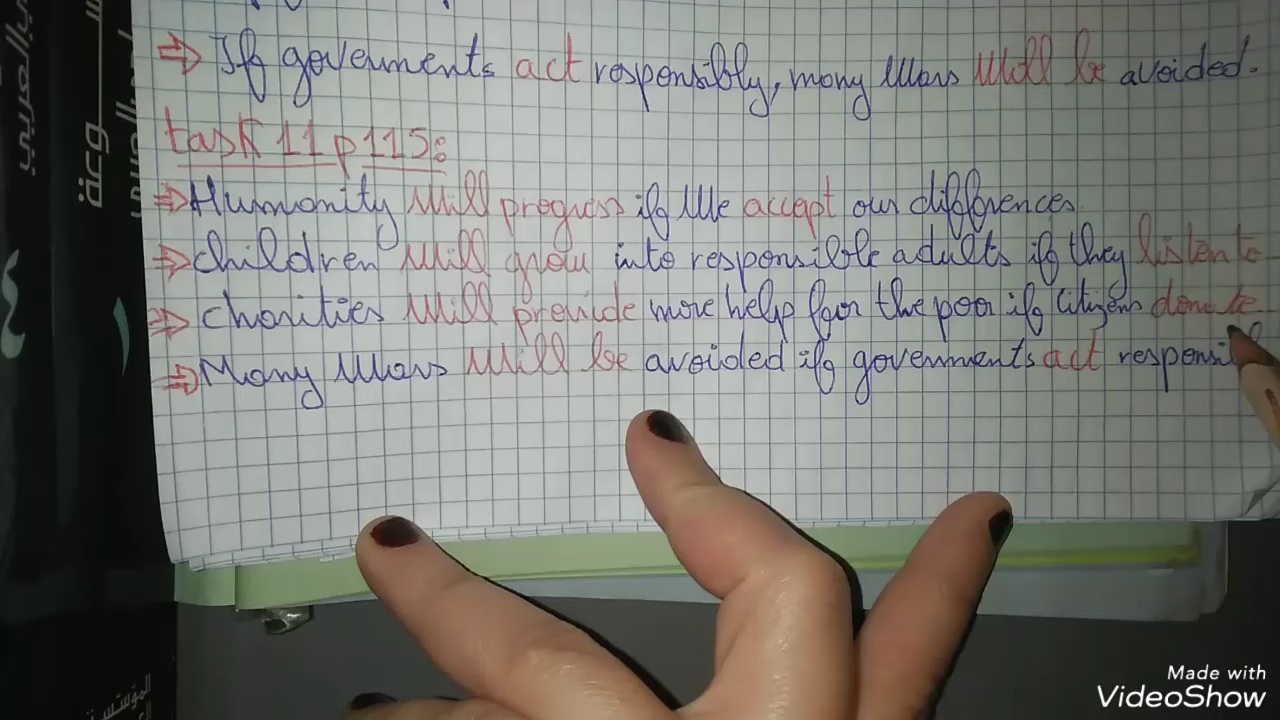 ⇒ If goverments act responsibly, many wars will be avoided.
task 11 p 115:
⇒ Humanity will progress if we accept our differences.
⇒ children will grow into responsible adults if they listen to
⇒ charities will provide more help for the poor if citizens donate
⇒ Many wars will be avoided if governments act responsibl
Made with
VideoShow